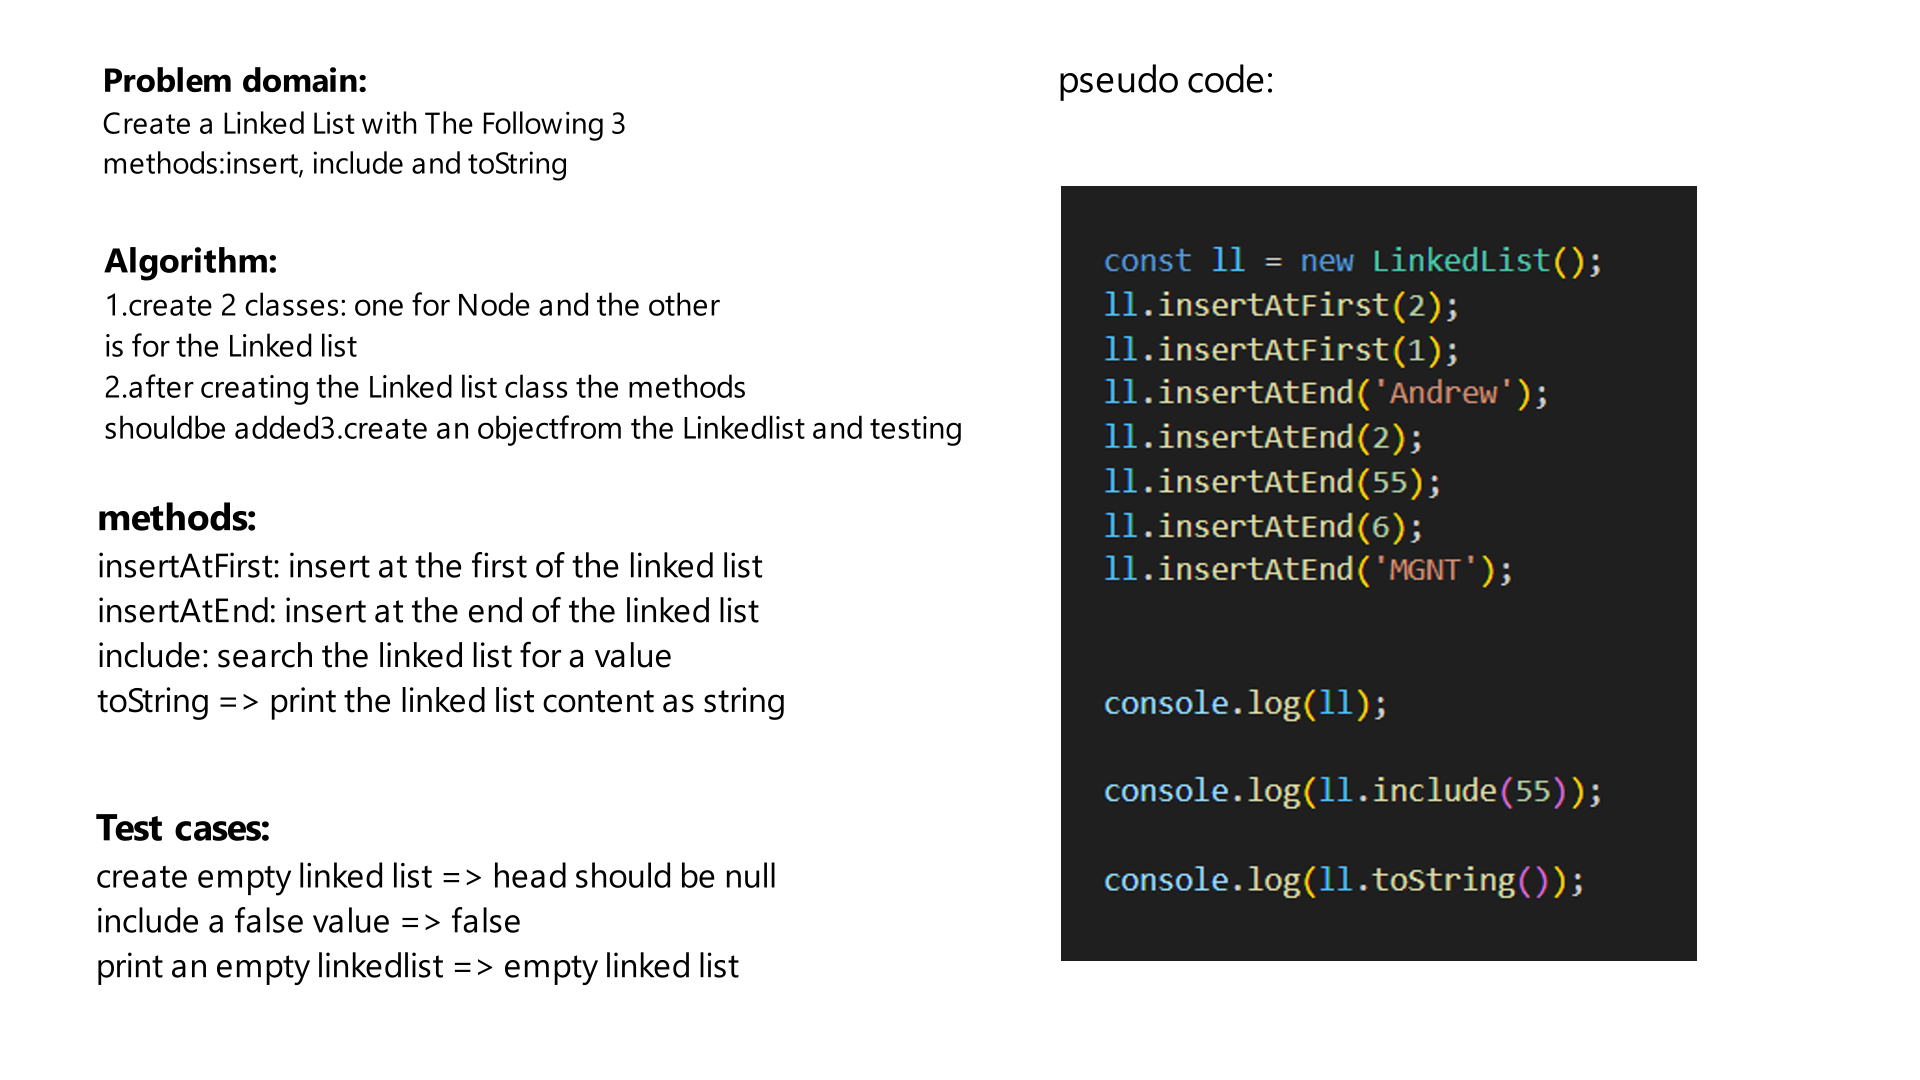 Problem domain:
Create a Linked List with The Following 3
methods:insert, include and toString
Algorithm:
1.create 2 classes: one for Node and the other
is for the Linked list
2.after creating the Linked list class the methods
shouldbe added3.create an objectfrom the Linkedlist and testing
methods:
insertAtFirst: insert at the first of the linked list
insertAtEnd: insert at the end of the linked list
include: search the linked list for a value
toString => print the linked list content as string
Test cases:
create empty linked list => head should be null
include a false value => false
print an empty linkedlist => empty linked list
pseudo code:
const ll = new LinkedList();
ll.insertAtFirst(2);
ll.insertAtFirst(1);
ll.insertAtEnd('Andrew');
ll.insertAtEnd(2);
ll.insertAtEnd(55);
ll.insertAtEnd(6);
ll.insertAtEnd('MGNT');
console.log(ll);
console.log(ll.include(55));
console.log(ll.toString());